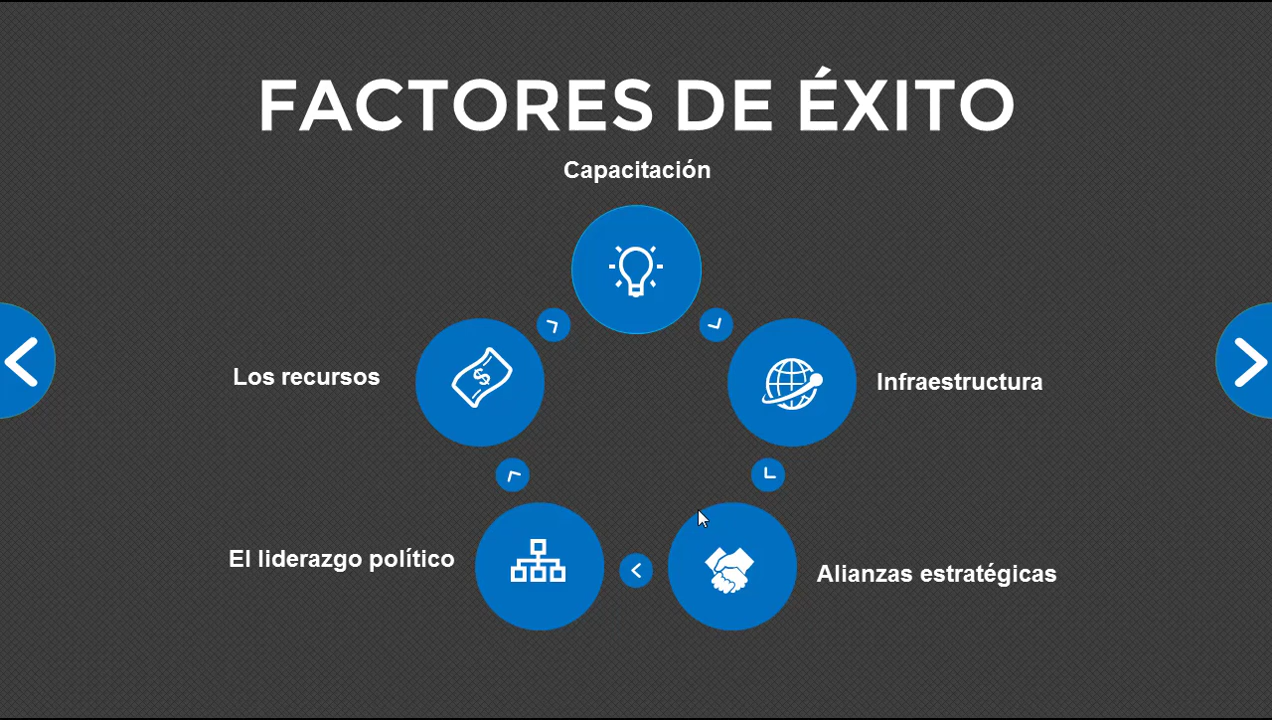 FACTORES DE ÉXITO
Capacitación
Los recursos
Infraestructura
El liderazgo político
Alianzas estratégicas